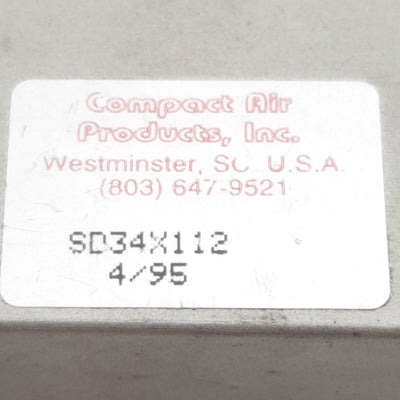 Compact Air
Products, Inc.
Westminster, SC U.S.A.
(803) 647-9521
SD34X112
4/95